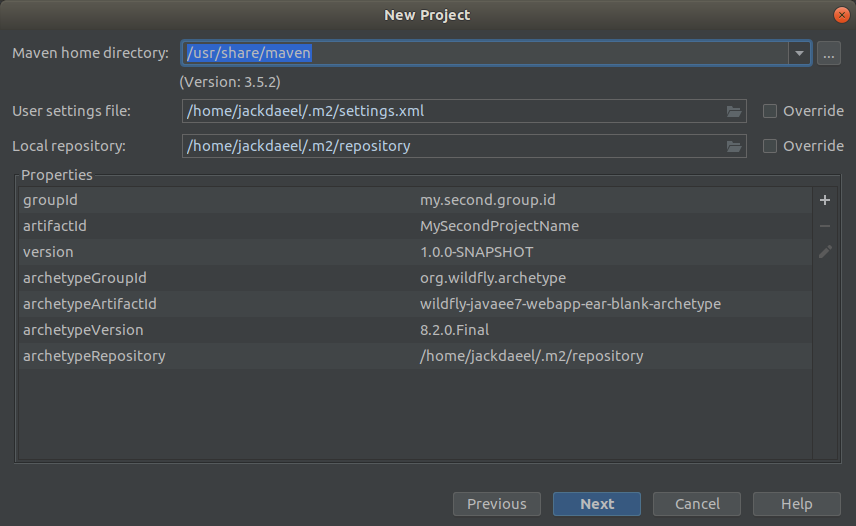 New Project
Maven home directory: /usr/share/maven ...
(Version: 3.5.2)
User settings file: /home/jackdaeel/.m2/settings.xml Override
Local repository: /home/jackdaeel/.m2/repository Override
Properties
groupId my.second.group.id
artifactId MySecondProjectName
version 1.0.0-SNAPSHOT
archetypeGroupId org.wildfly.archetype
archetypeArtifactId wildfly-javaee7-webapp-ear-blank-archetype
archetypeVersion 8.2.0.Final
archetypeRepository /home/jackdaeel/.m2/repository
Previous Next Cancel Help